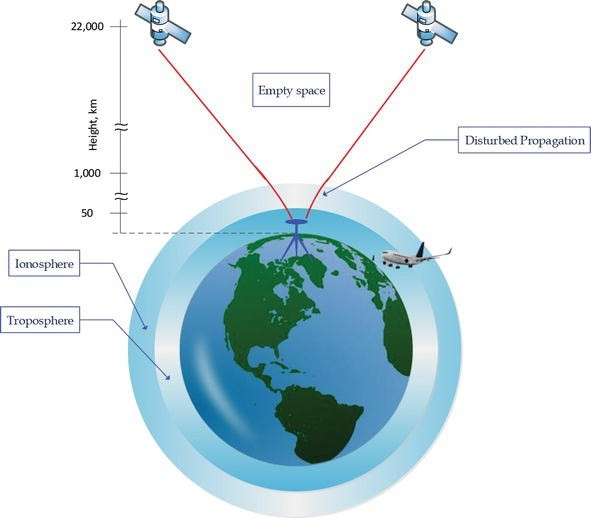 22,000
Empty space
Height, km
Disturbed Propagation
1,000
50
Ionosphere
Troposphere